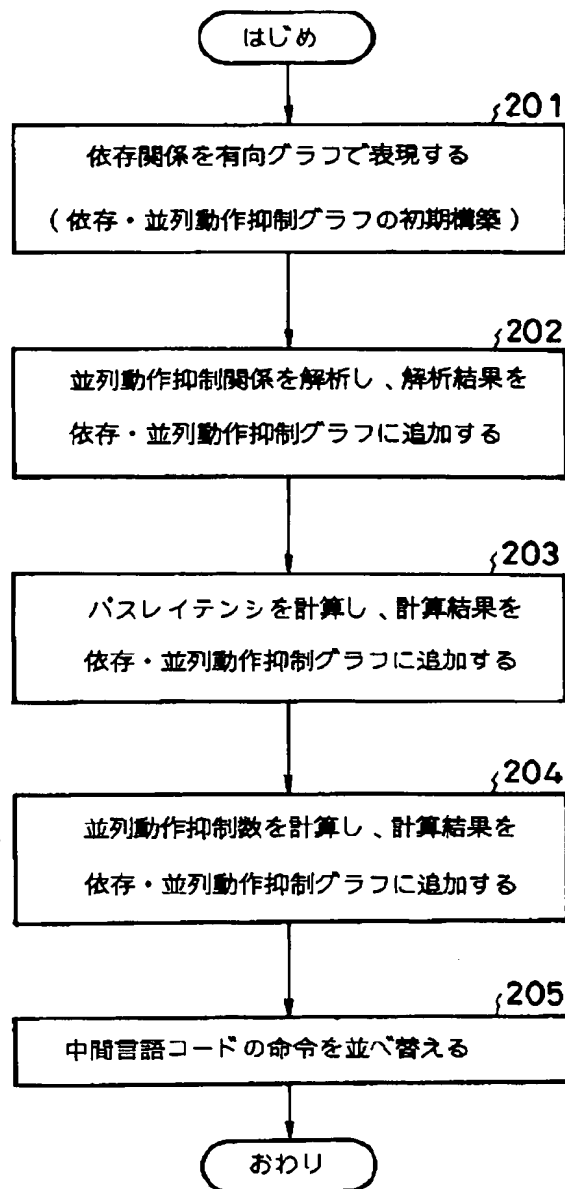 はじめ
201
依存関係を有向グラフで表現する
(依存・並列動作抑制グラフの初期構築)
202
並列動作抑制関係を解析し、解析結果を
依存・並列動作抑制グラフに追加する
203
パスレイテンシを計算し、計算結果を
依存・並列動作抑制グラフに追加する
204
並列動作抑制数を計算し、計算結果を
依存・並列動作抑制グラフに追加する
205
中間言語コードの命令を並べ替える
おわり